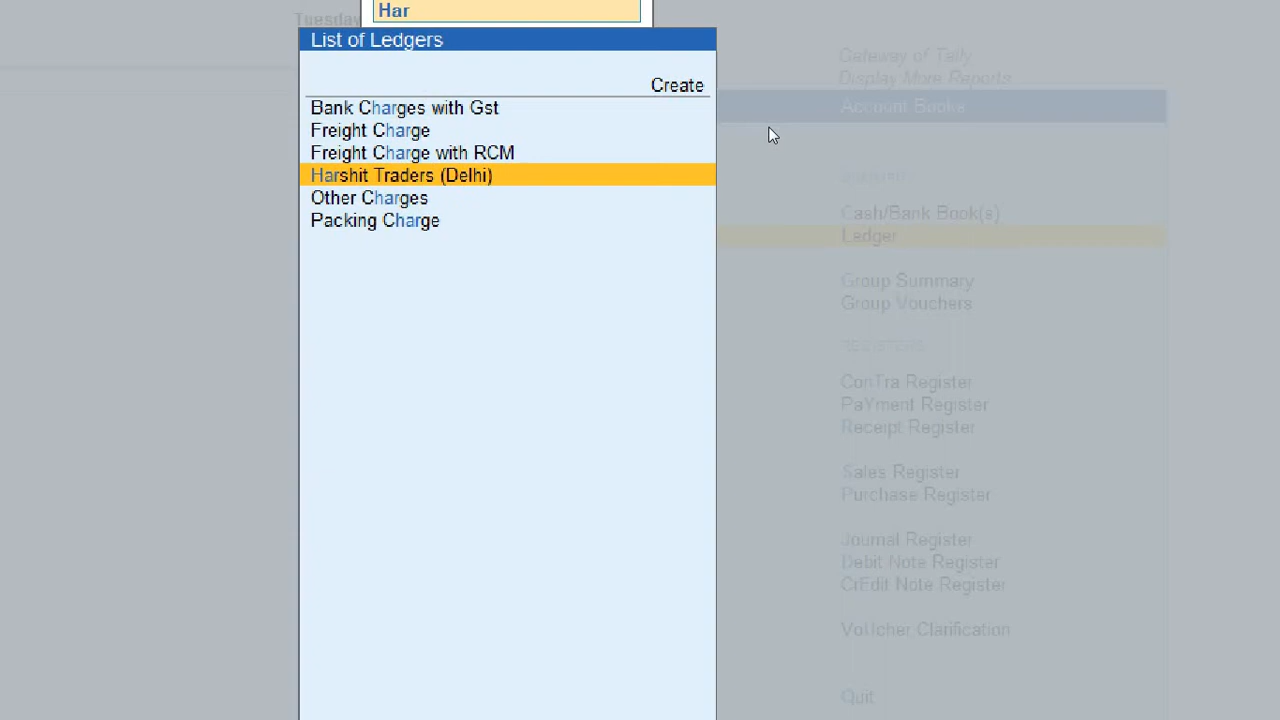 Tuesday
Har
List of Ledgers
Create
Bank Charges with Gst
Freight Charge
Freight Charge with RCM
Harshit Traders (Delhi)
Other Charges
Packing Charge
Gateway of Tally
Display More Reports
Account Books
Cash/Bank Book(s)
Ledger
Group Summary
Group Vouchers
REGISTERS
ConTra Register
PaYment Register
Receipt Register
Sales Register
Purchase Register
Journal Register
Debit Note Register
CrEdit Note Register
VoUcher Clarification
Quit